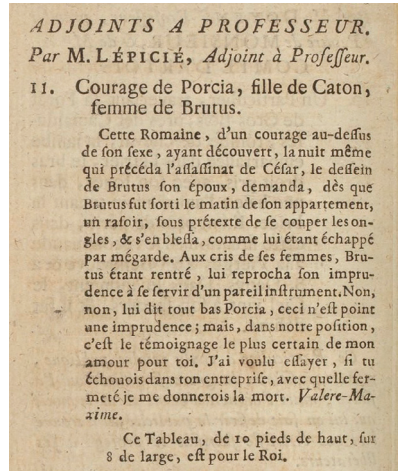 ADJOINTS A PROFESSEUR.
Par M. LÉPICIÉ, Adjoint à Profeſſeur.
11. Courage de Porcia, fille de Caton,
femme de Brutus.
Cette Romaine, d'un courage au-deſſus
de ſon ſexe, ayant découvert, la nuit même
qui précéda l'aſſaſſinat de Céſar, le deſſein
de Brutus ſon époux, demanda, dès que
Brutus fut ſorti le matin de ſon appartement,
un raſoir, ſous prétexte de ſe couper les on-
gles, & s'en bleſſa, comme lui étant échappé
par mégarde. Aux cris de ſes femmes, Bru-
tus étant rentré, lui reprocha ſon impru-
dence à ſe ſervir d'un pareil inſtrument. Non,
non, lui dit tout bas Porcia, ceci n'eſt point
une imprudence; mais, dans notre poſition,
c'eſt le témoignage le plus certain de mon
amour pour toi. J'ai voulu eſſayer, ſi tu
échouois dans ton entrepriſe, avec quelle fer-
meté je me donnerois la mort. Valere-Ma-
xime.
Ce Tableau, de 10 pieds de haut, ſur
8 de large, eſt pour le Roi.